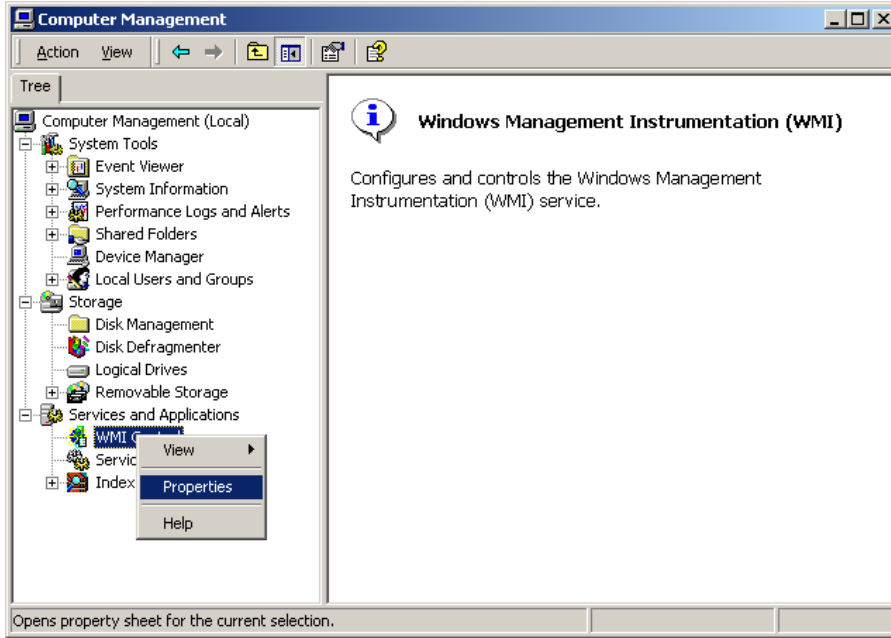 Computer Management
Action View
Tree
Computer Management (Local)
System Tools
Event Viewer
System Information
Performance Logs and Alerts
Shared Folders
Device Manager
Local Users and Groups
Storage
Disk Management
Disk Defragmenter
Logical Drives
Removable Storage
Services and Applications
WMI
Servic
Index
View
Properties
Help
Windows Management Instrumentation (WMI)
Configures and controls the Windows Management
Instrumentation (WMI) service.
Opens property sheet for the current selection.